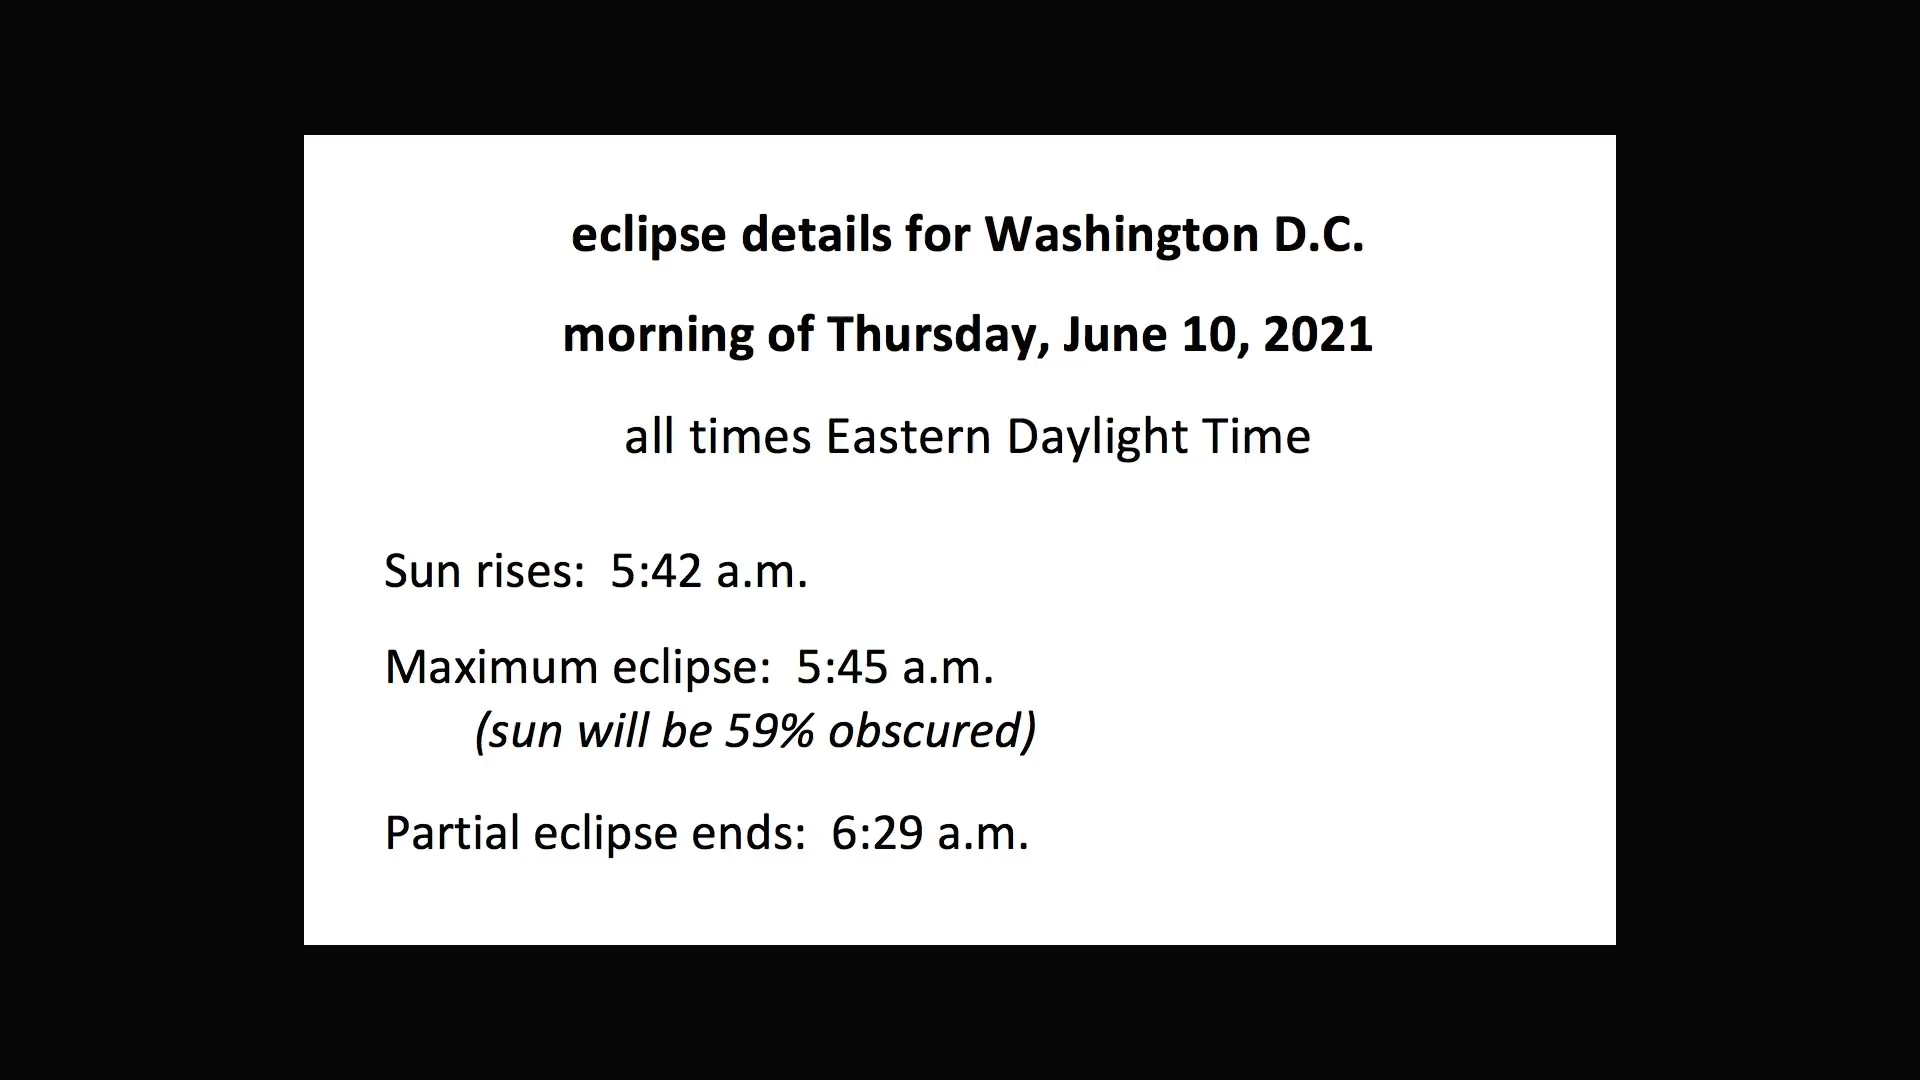 eclipse details for Washington D.C.
morning of Thursday, June 10, 2021
all times Eastern Daylight Time
Sun rises:  5:42 a.m.
Maximum eclipse:  5:45 a.m.
(sun will be 59% obscured)
Partial eclipse ends:  6:29 a.m.